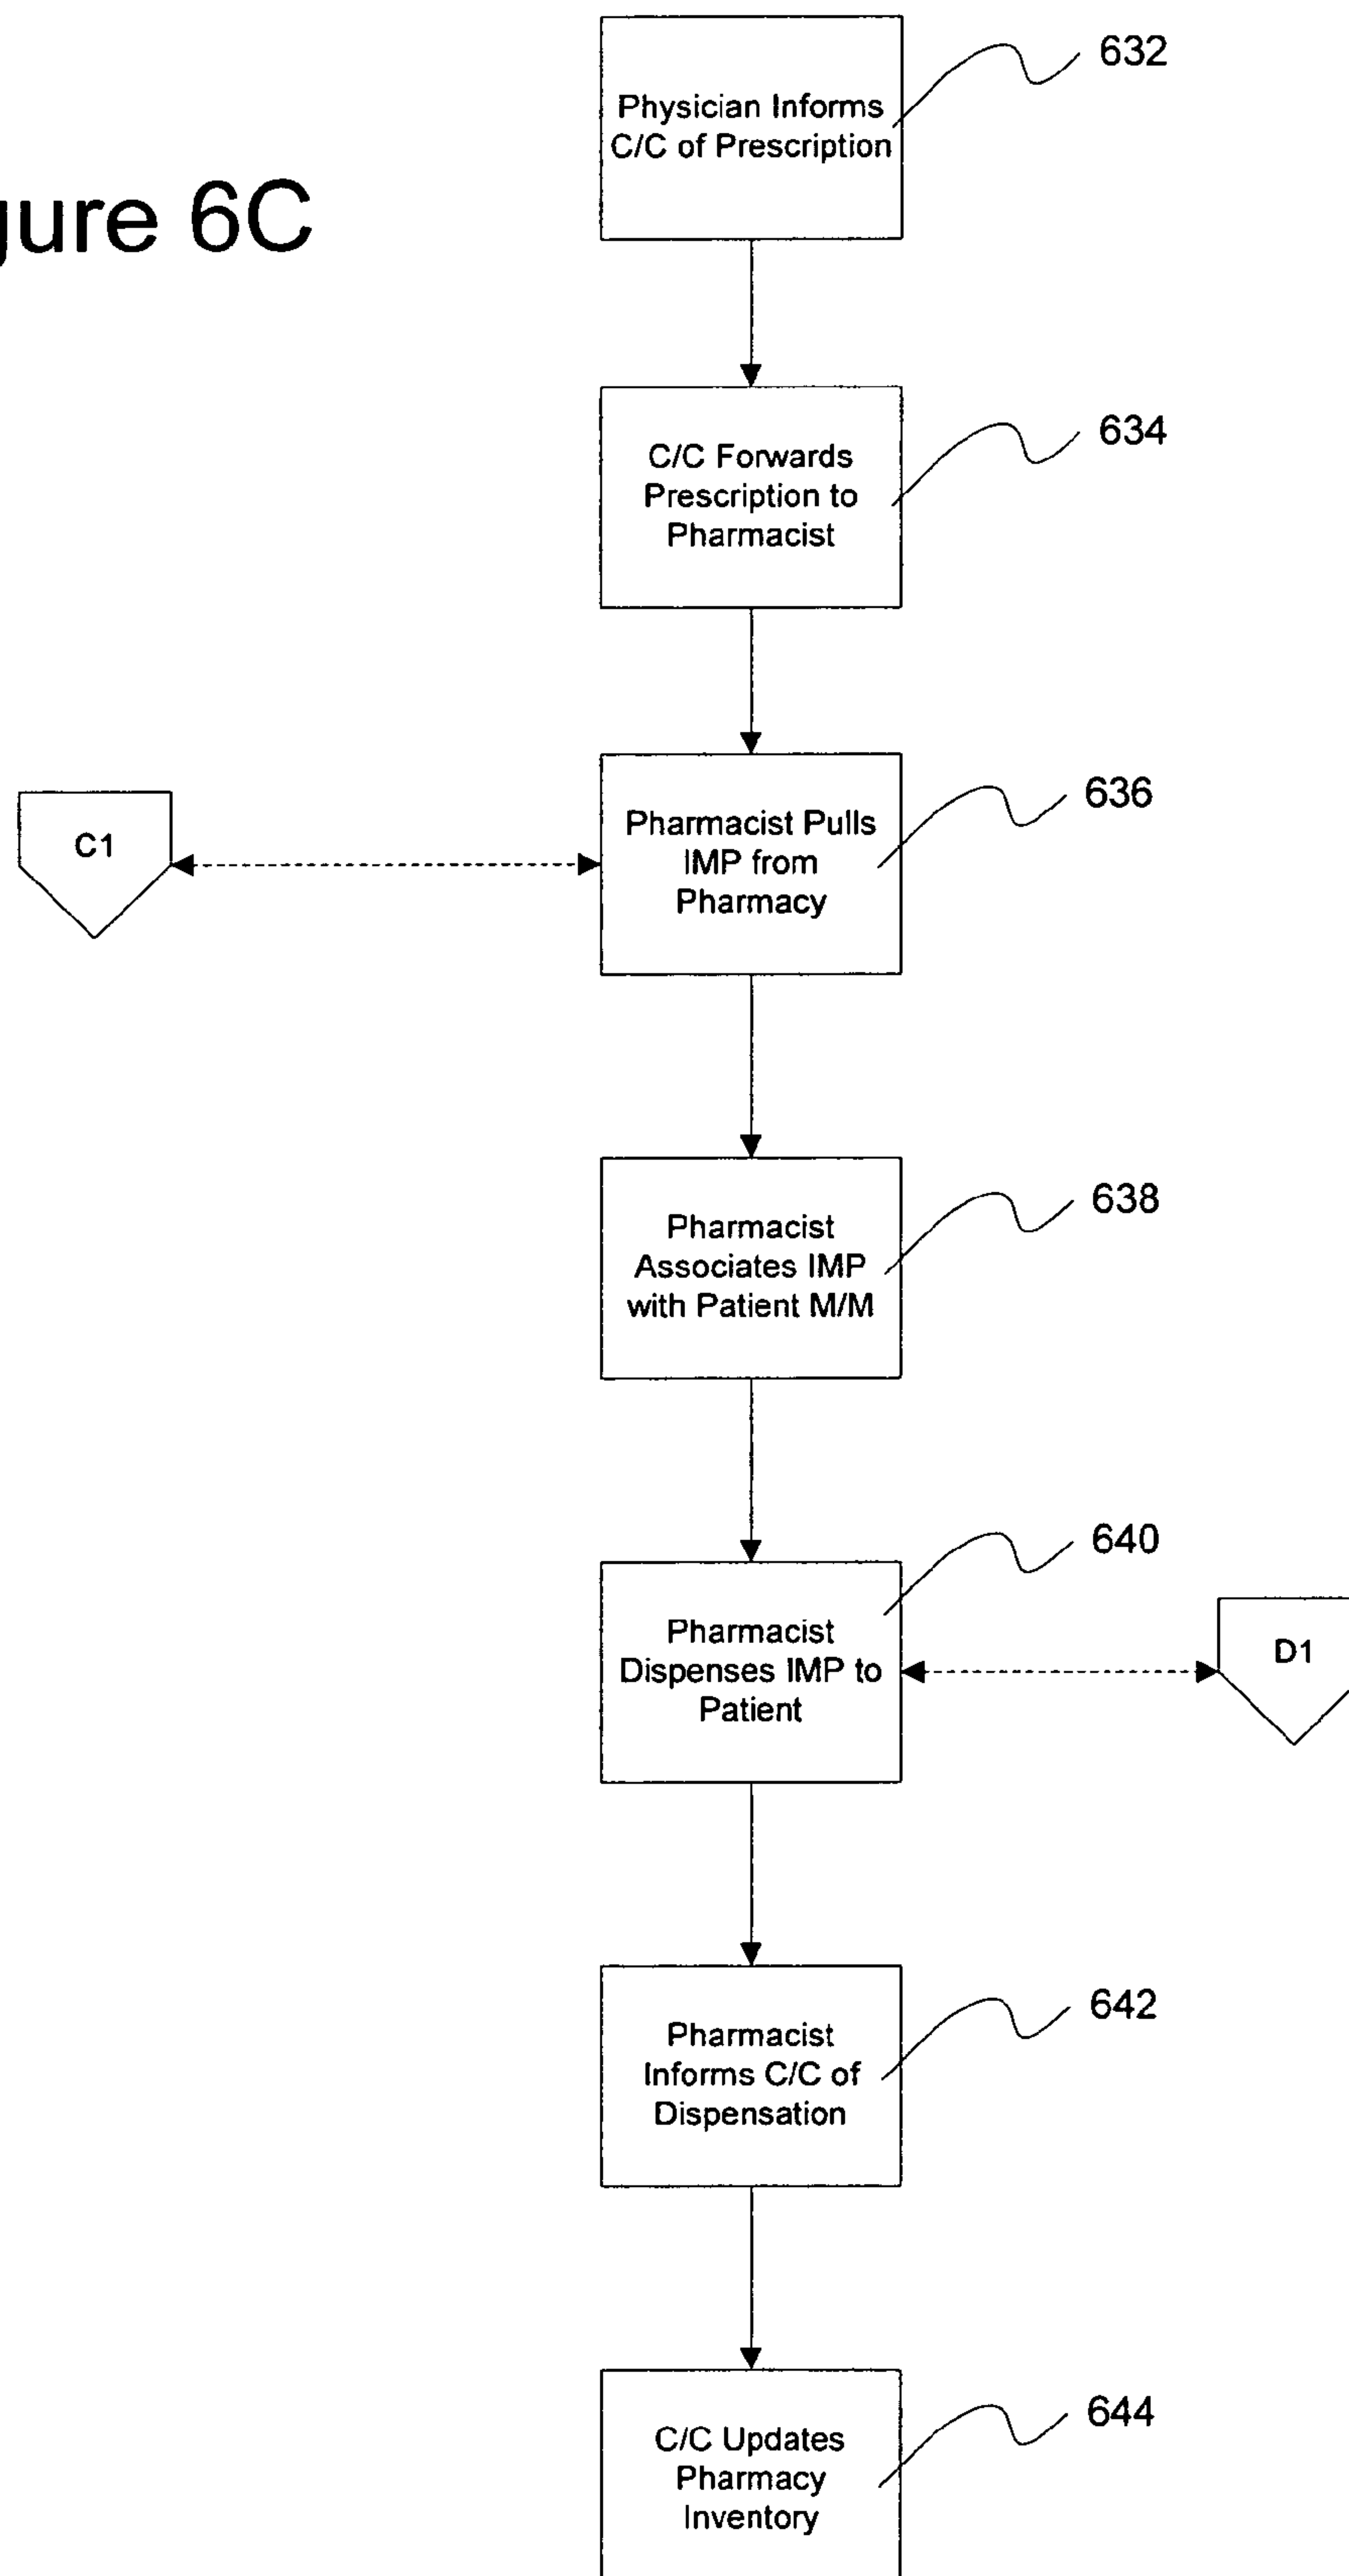 632
Physician Informs
C/C of Prescription
gure 6C
634
C/C Forwards
Prescription to
Pharmacist
636
Pharmacist Pulls
IMP from
Pharmacy
C1
638
Pharmacist
Associates IMP
with Patient M/M
640
Pharmacist
Dispenses IMP to
Patient
D1
642
Pharmacist
Informs C/C of
Dispensation
644
C/C Updates
Pharmacy
Inventory